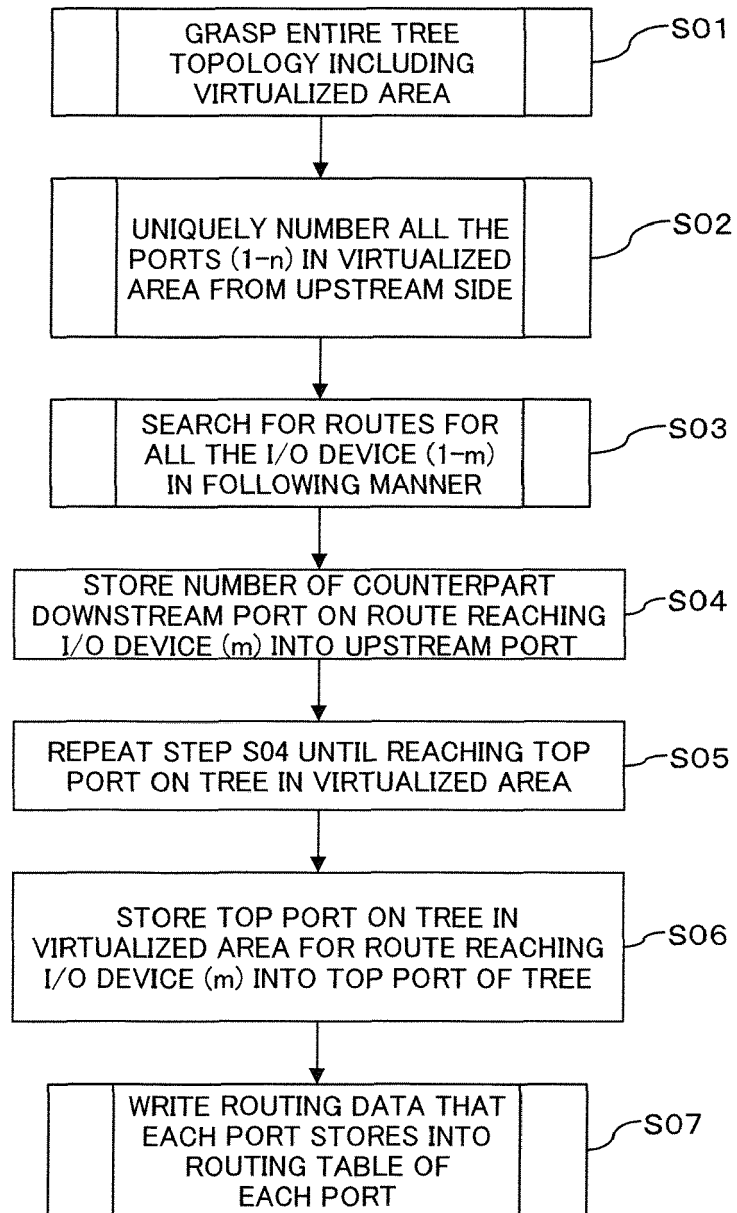 GRASP ENTIRE TREE
TOPOLOGY INCLUDING
VIRTUALIZED AREA
S01
UNIQUELY NUMBER ALL THE
PORTS (1-n) IN VIRTUALIZED
AREA FROM UPSTREAM SIDE
S02
SEARCH FOR ROUTES FOR
ALL THE I/O DEVICE (1-m)
IN FOLLOWING MANNER
S03
STORE NUMBER OF COUNTERPART
DOWNSTREAM PORT ON ROUTE REACHING
I/O DEVICE (m) INTO UPSTREAM PORT
S04
REPEAT STEP S04 UNTIL REACHING TOP
PORT ON TREE IN VIRTUALIZED AREA
S05
STORE TOP PORT ON TREE IN
VIRTUALIZED AREA FOR ROUTE REACHING
I/O DEVICE (m) INTO TOP PORT OF TREE
S06
WRITE ROUTING DATA THAT
EACH PORT STORES INTO
ROUTING TABLE OF
EACH PORT
S07